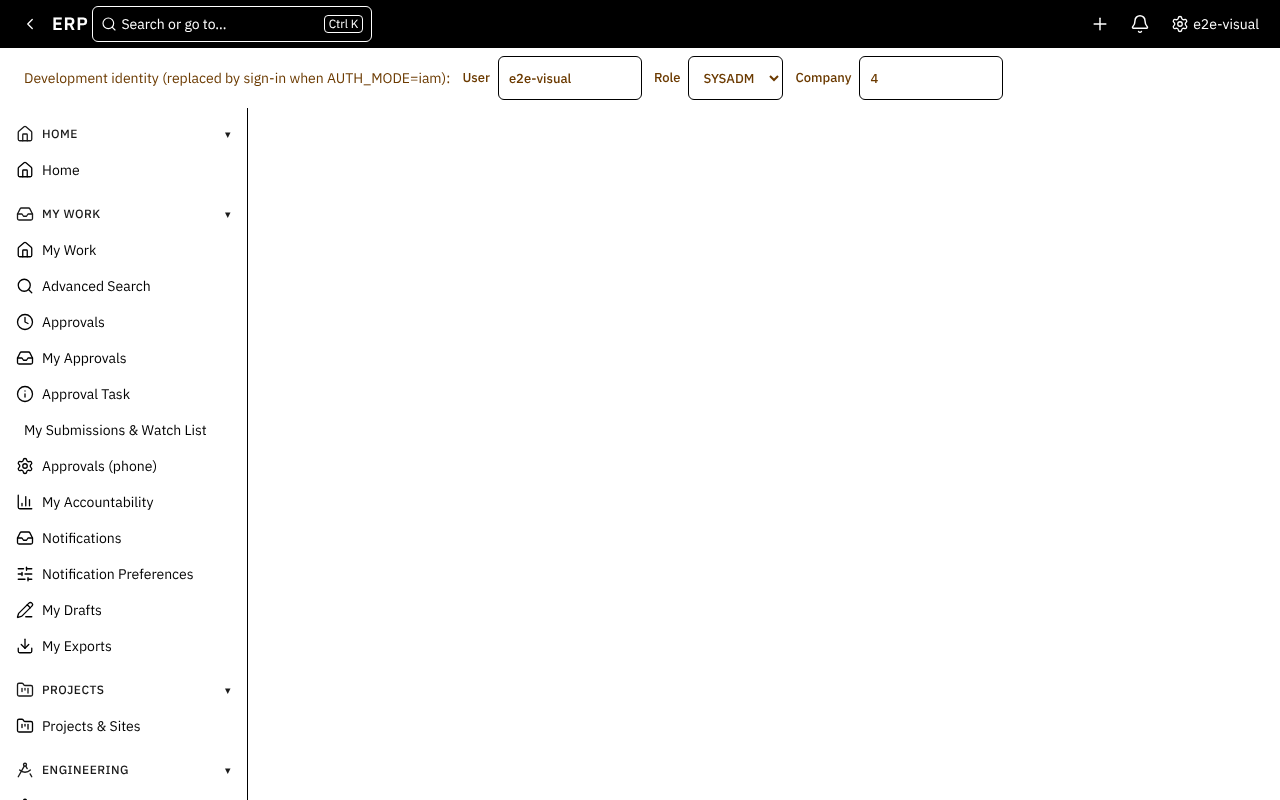 ERP Search or go to... Ctrl K e2e-visual
Development identity (replaced by sign-in when AUTH_MODE=iam): User e2e-visual Role SYSADM Company 4
HOME
Home
MY WORK
My Work
Advanced Search
Approvals
My Approvals
Approval Task
My Submissions & Watch List
Approvals (phone)
My Accountability
Notifications
Notification Preferences
My Drafts
My Exports
PROJECTS
Projects & Sites
ENGINEERING